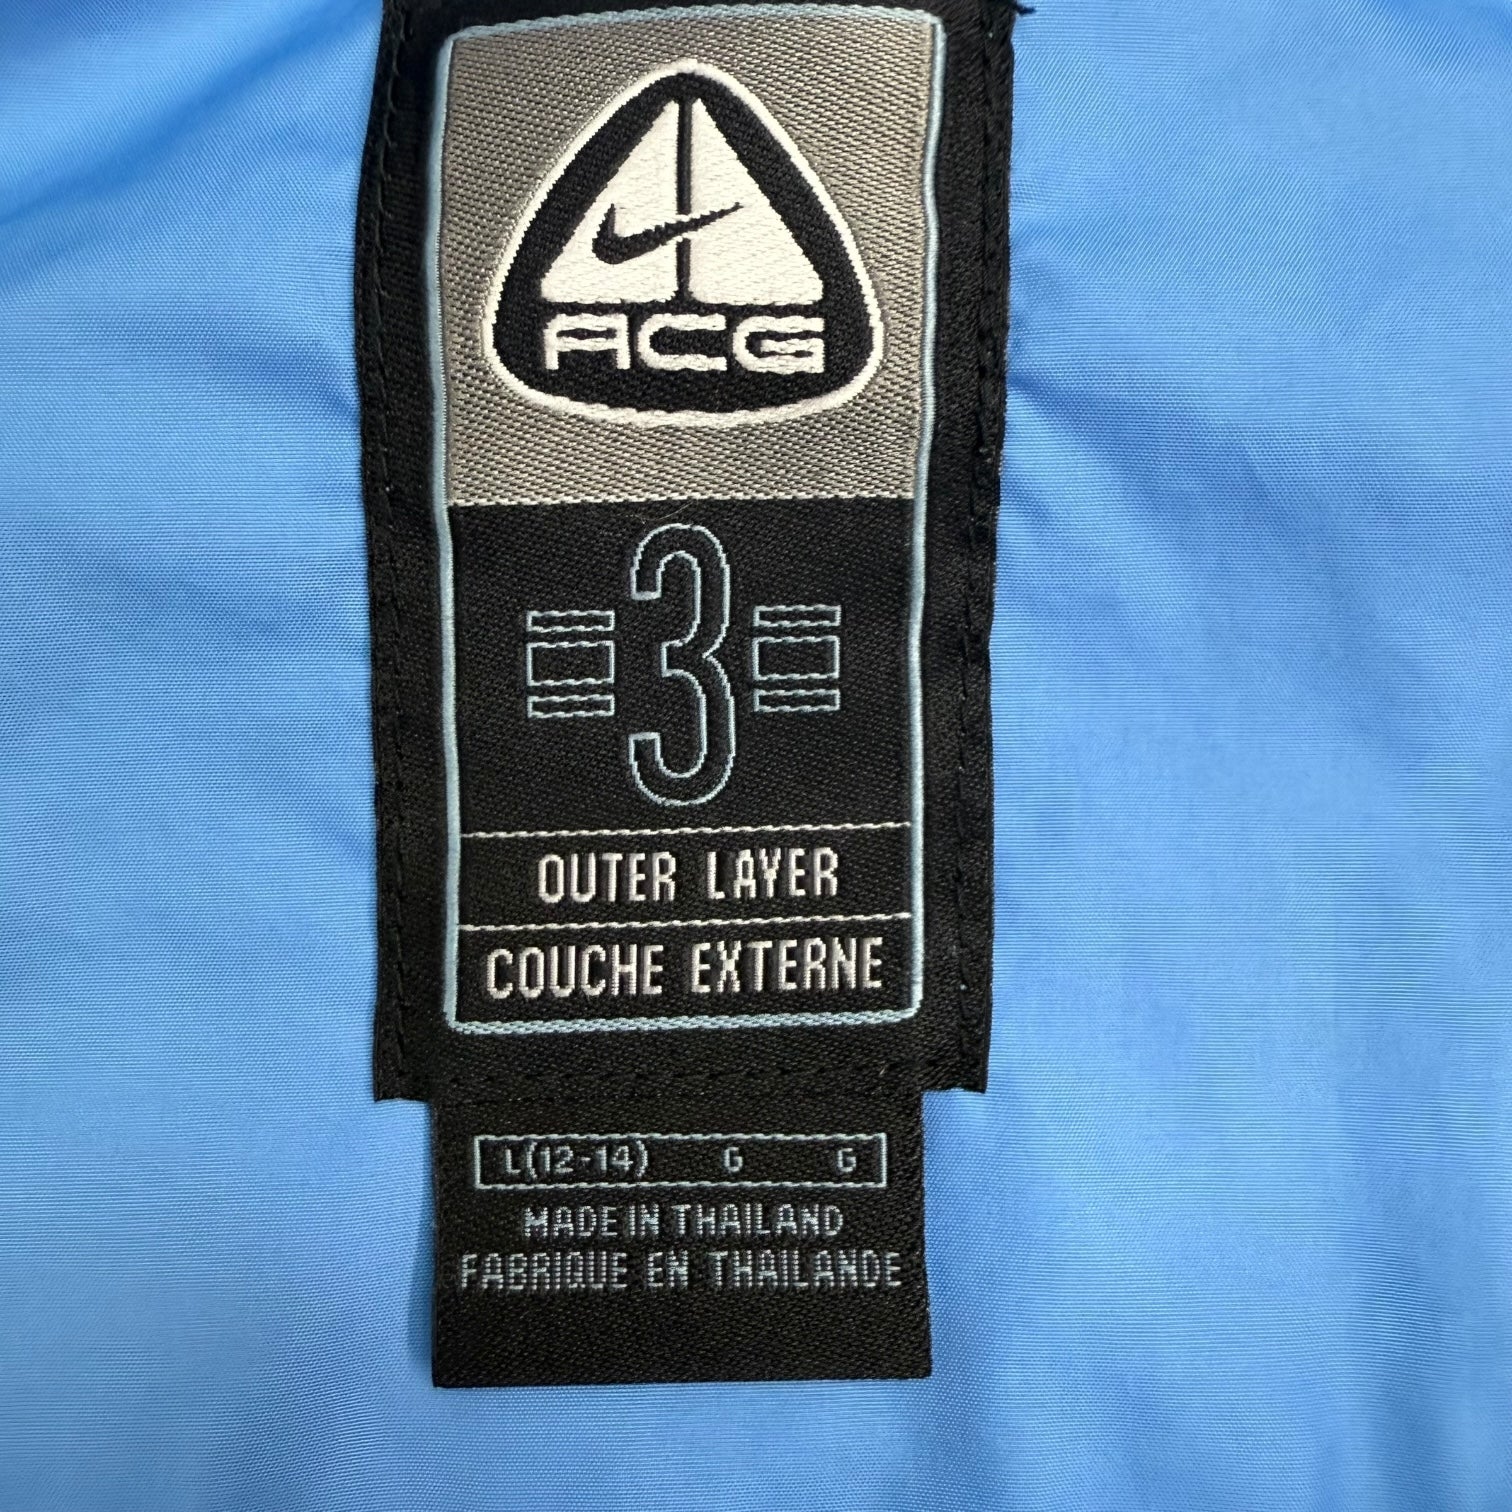 ACG
3
OUTER LAYER
COUCHE EXTERNE
L(12-14) G G
MADE IN THAILAND
FABRIQUE EN THAILANDE